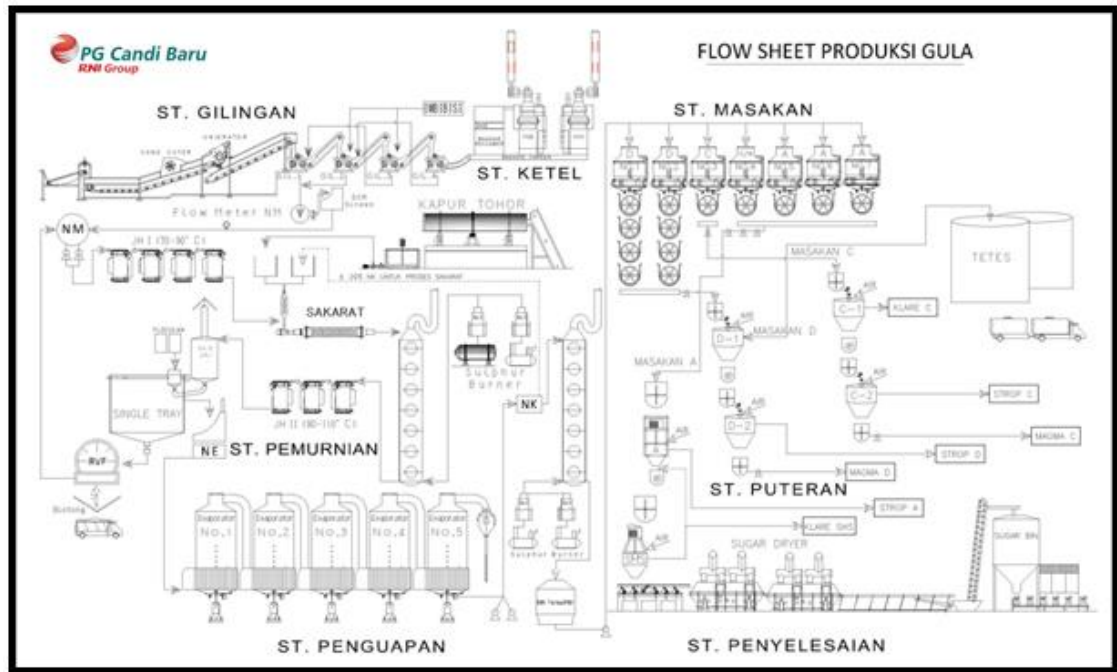 PG Candi Baru
RNI Group
FLOW SHEET PRODUKSI GULA
ST. GILINGAN
ST. KETEL
ST. MASAKAN
Flow Meter NM
KAPUR TOHOR
NM
JH I (70-90° C)
SAKARAT
TETES
MASAKAN C
C-1
KLARE C
MASAKAN D
D-1
MASAKAN A
Sulphur
Burner
SINGLE TRAY
JH II (90-110° C)
NK
C-2
STROP C
MAGMA C
D-2
STROP D
MAGMA D
NE
ST. PEMURNIAN
RVF
Blotong
ST. PUTERAN
STROP A
KLARE SHS
Evaporator
No.1
Evaporator
No.2
Evaporator
No.3
Evaporator
No.4
Evaporator
No.5
Sulphur Burner
SUGAR DRYER
SUGAR BIN
ST. PENGUAPAN
ST. PENYELESAIAN